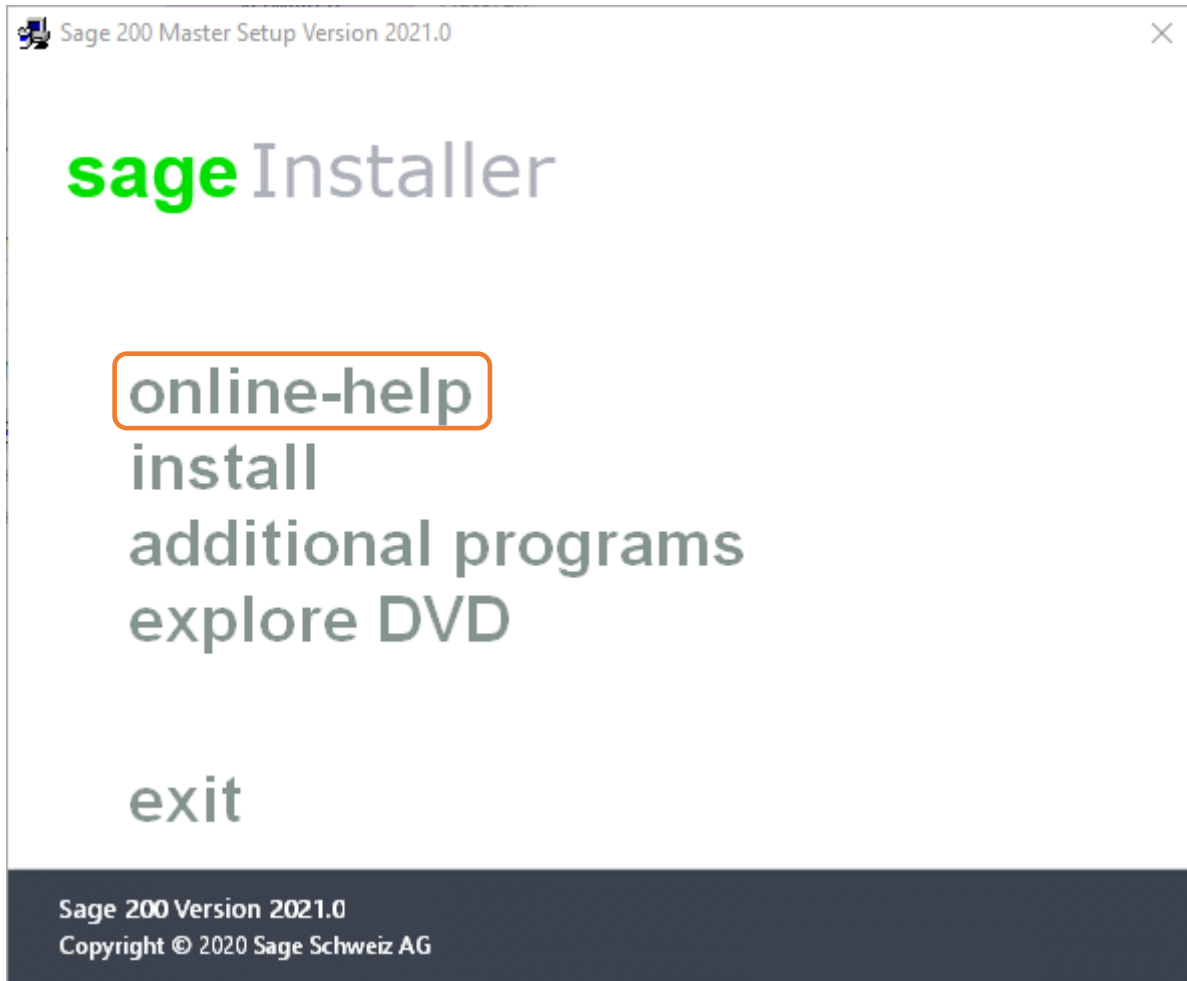 Sage 200 Master Setup Version 2021.0
sage Installer
online-help
install
additional programs
explore DVD
exit
Sage 200 Version 2021.0
Copyright © 2020 Sage Schweiz AG